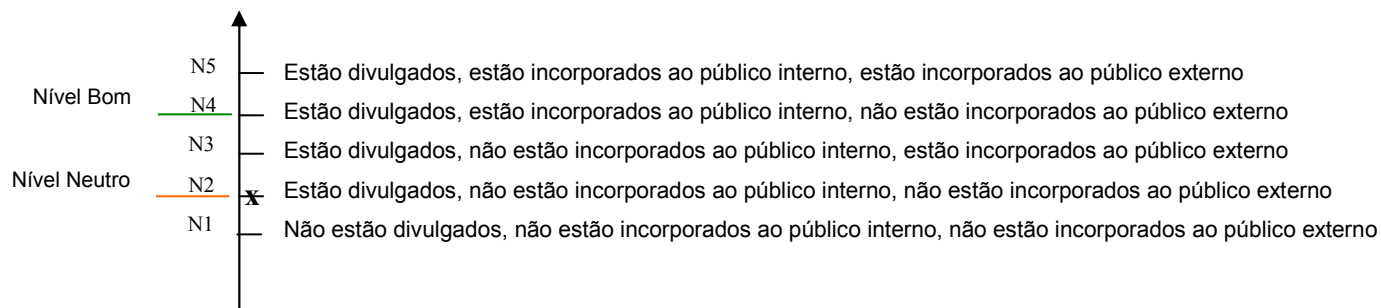 N5 Estão divulgados, estão incorporados ao público interno, estão incorporados ao público externo
Nível Bom N4 Estão divulgados, estão incorporados ao público interno, não estão incorporados ao público externo
N3 Estão divulgados, não estão incorporados ao público interno, estão incorporados ao público externo
Nível Neutro N2 x Estão divulgados, não estão incorporados ao público interno, não estão incorporados ao público externo
N1 Não estão divulgados, não estão incorporados ao público interno, não estão incorporados ao público externo